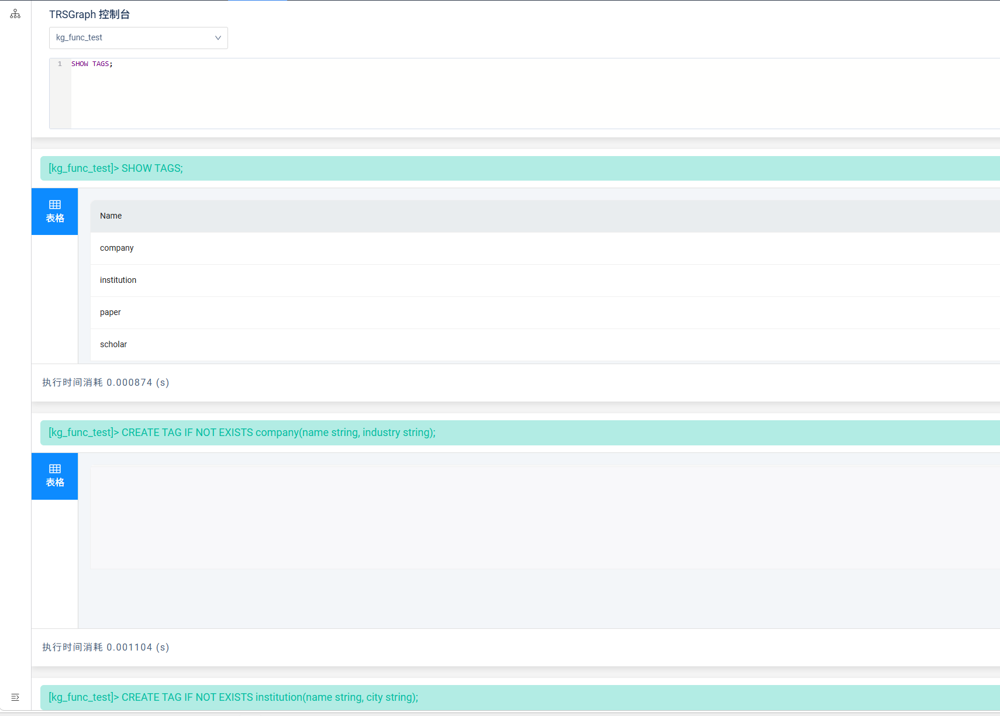 TRSGraph 控制台
kg_func_test
1 SHOW TAGS;
[kg_func_test]> SHOW TAGS;
表格
Name
company
institution
paper
scholar
执行时间消耗 0.000874 (s)
[kg_func_test]> CREATE TAG IF NOT EXISTS company(name string, industry string);
表格
执行时间消耗 0.001104 (s)
[kg_func_test]> CREATE TAG IF NOT EXISTS institution(name string, city string);